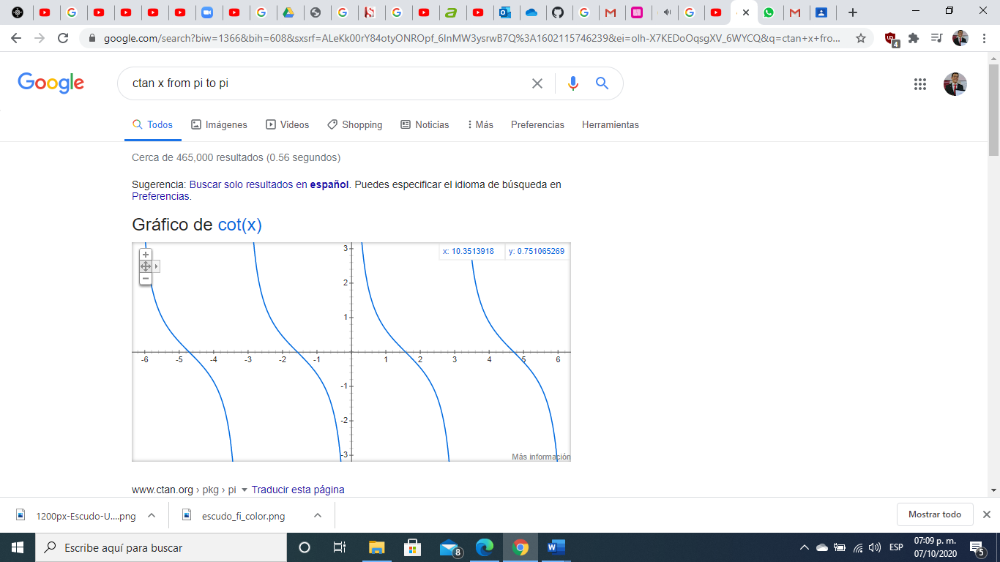 google.com/search?biw=1366&bih=608&sxsrf=ALeKk00rY84otyONROpf_6lnMW3ysrwB7Q%3A1602115746239&ei=olh-X7KEDoOqsgXV_6WYCQ&q=ctan+x+fro...
4
Google
ctan x from pi to pi
Todos
Imágenes
Videos
Shopping
Noticias
Más
Preferencias
Herramientas
Cerca de 465,000 resultados (0.56 segundos)
Sugerencia: Buscar solo resultados en español. Puedes especificar el idioma de búsqueda en
Preferencias.
Gráfico de cot(x)
x: 10.3513918 y: 0.751065269
3
2
1
-6 -5 -4 -3 -2 -1 1 2 3 4 5 6
-1
-2
-3
Más información
www.ctan.org › pkg › pi Traducir esta página
1200px-Escudo-U....png
escudo_fi_color.png
Mostrar todo
Escribe aquí para buscar
8
W
ESP
07:09 p. m.
07/10/2020
5